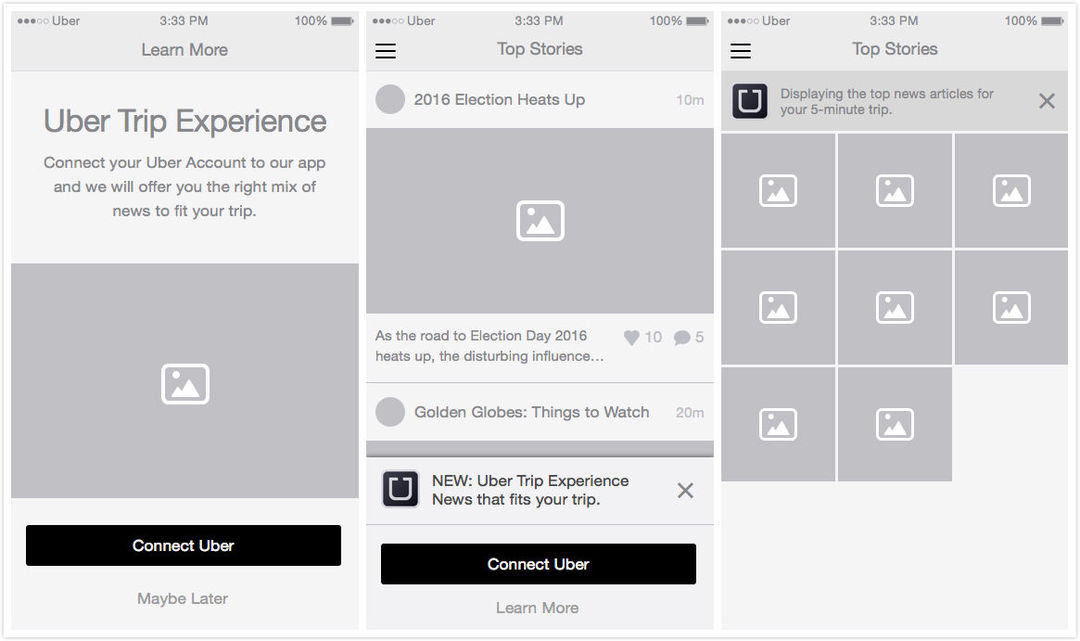 Uber 3:33 PM 100%
Learn More
Uber Trip Experience
Connect your Uber Account to our app
and we will offer you the right mix of
news to fit your trip.
Connect Uber
Maybe Later
Uber 3:33 PM 100%
Top Stories
2016 Election Heats Up 10m
As the road to Election Day 2016
heats up, the disturbing influence...
10 5
Golden Globes: Things to Watch 20m
NEW: Uber Trip Experience
News that fits your trip.
Connect Uber
Learn More
Uber 3:33 PM 100%
Top Stories
Displaying the top news articles for
your 5-minute trip.